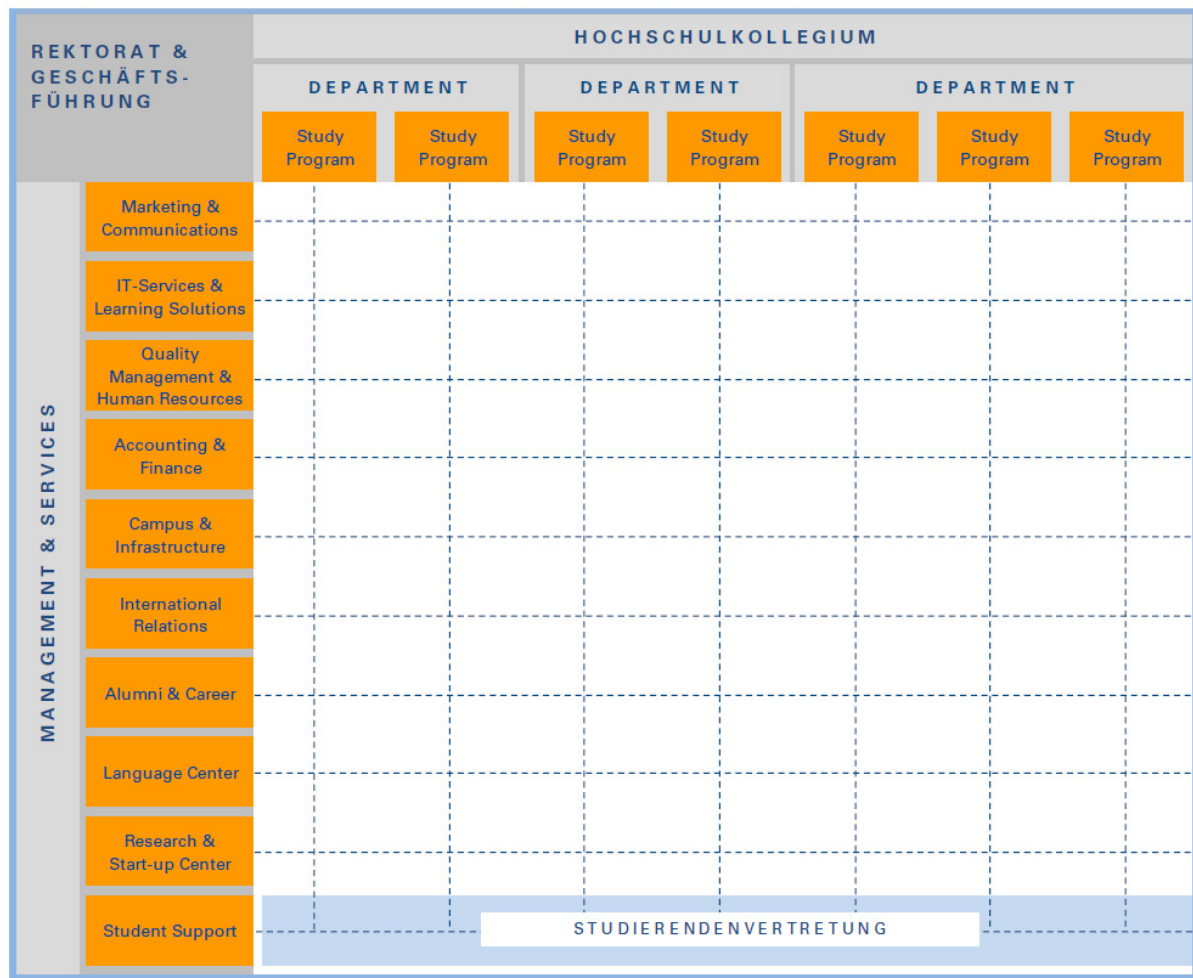 REKTORAT &
GESCHÄFTS-
FÜHRUNG
HOCHSCHULKOLLEGIUM
DEPARTMENT
DEPARTMENT
DEPARTMENT
Study
Program
Study
Program
Study
Program
Study
Program
Study
Program
Study
Program
Study
Program
MANAGEMENT & SERVICES
Marketing &
Communications
IT-Services &
Learning Solutions
Quality
Management &
Human Resources
Accounting &
Finance
Campus &
Infrastructure
International
Relations
Alumni & Career
Language Center
Research &
Start-up Center
Student Support
STUDIERENDENVERTRETUNG